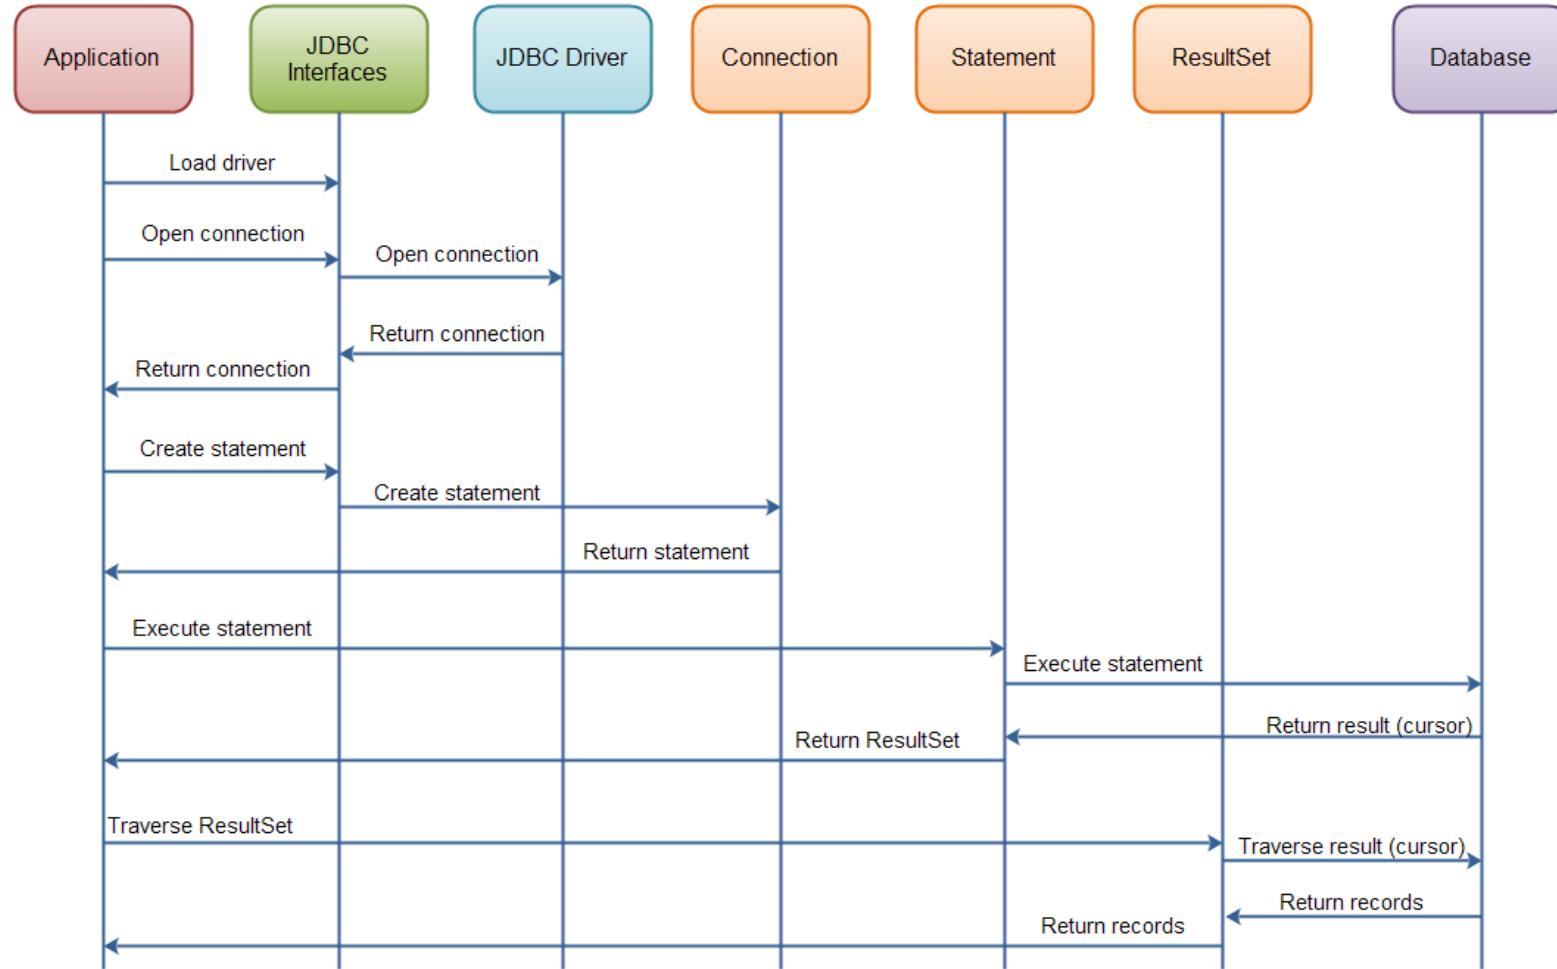 Application
JDBC
Interfaces
JDBC Driver
Connection
Statement
ResultSet
Database
Load driver
Open connection
Open connection
Return connection
Return connection
Create statement
Create statement
Return statement
Execute statement
Execute statement
Return result (cursor)
Return ResultSet
Traverse ResultSet
Traverse result (cursor)
Return records
Return records